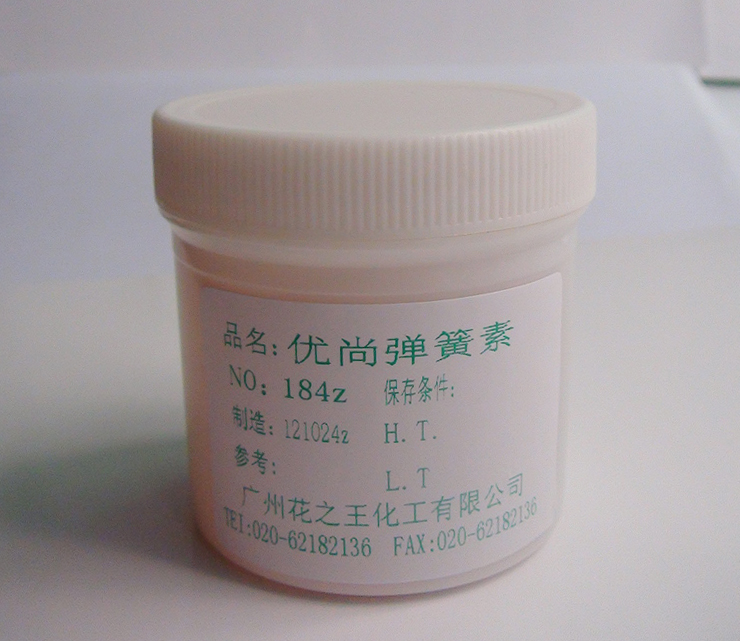 品名:优尚弹簧素
NO: 184z 保存条件:
制造: 121024z H.T.
参考: L.T
广州花之王化工有限公司
TEl:020-62182136 FAX:020-62182136